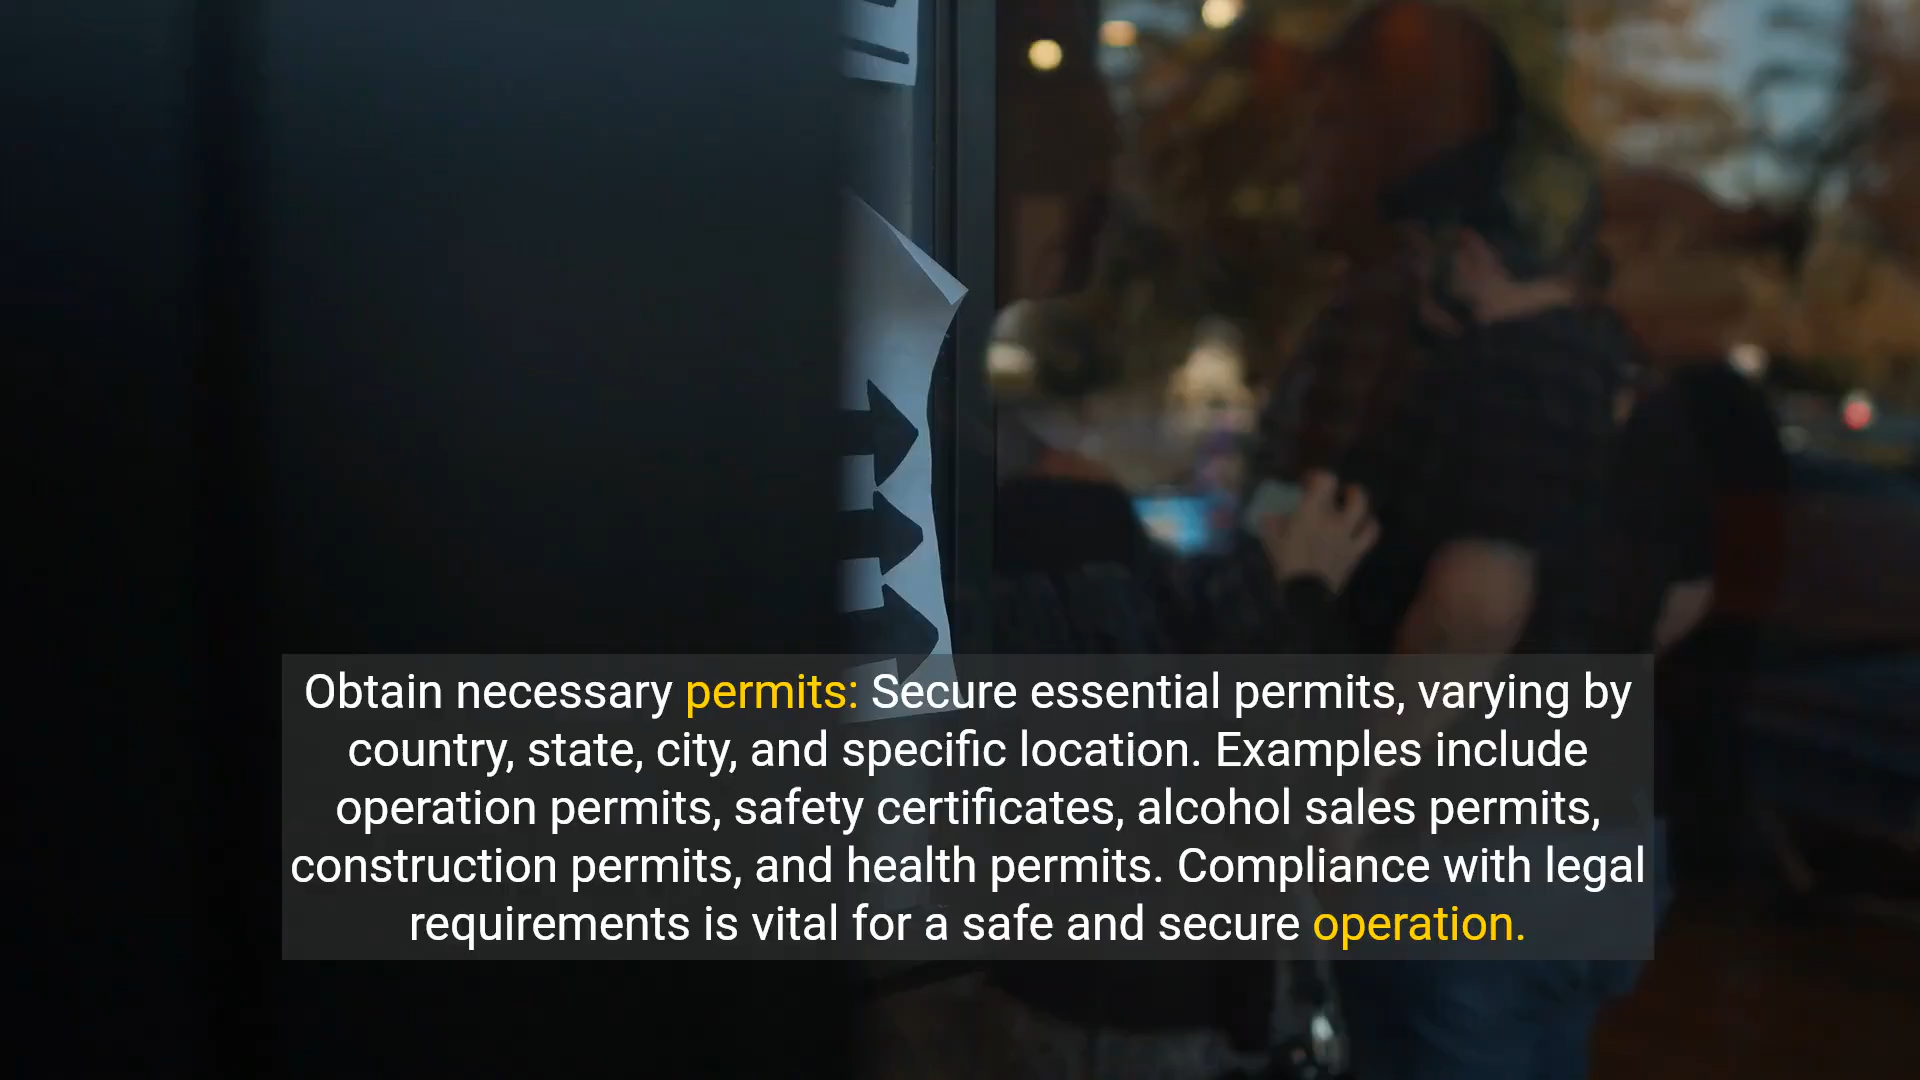 Obtain necessary permits: Secure essential permits, varying by
country, state, city, and specific location. Examples include
operation permits, safety certificates, alcohol sales permits,
construction permits, and health permits. Compliance with legal
requirements is vital for a safe and secure operation.